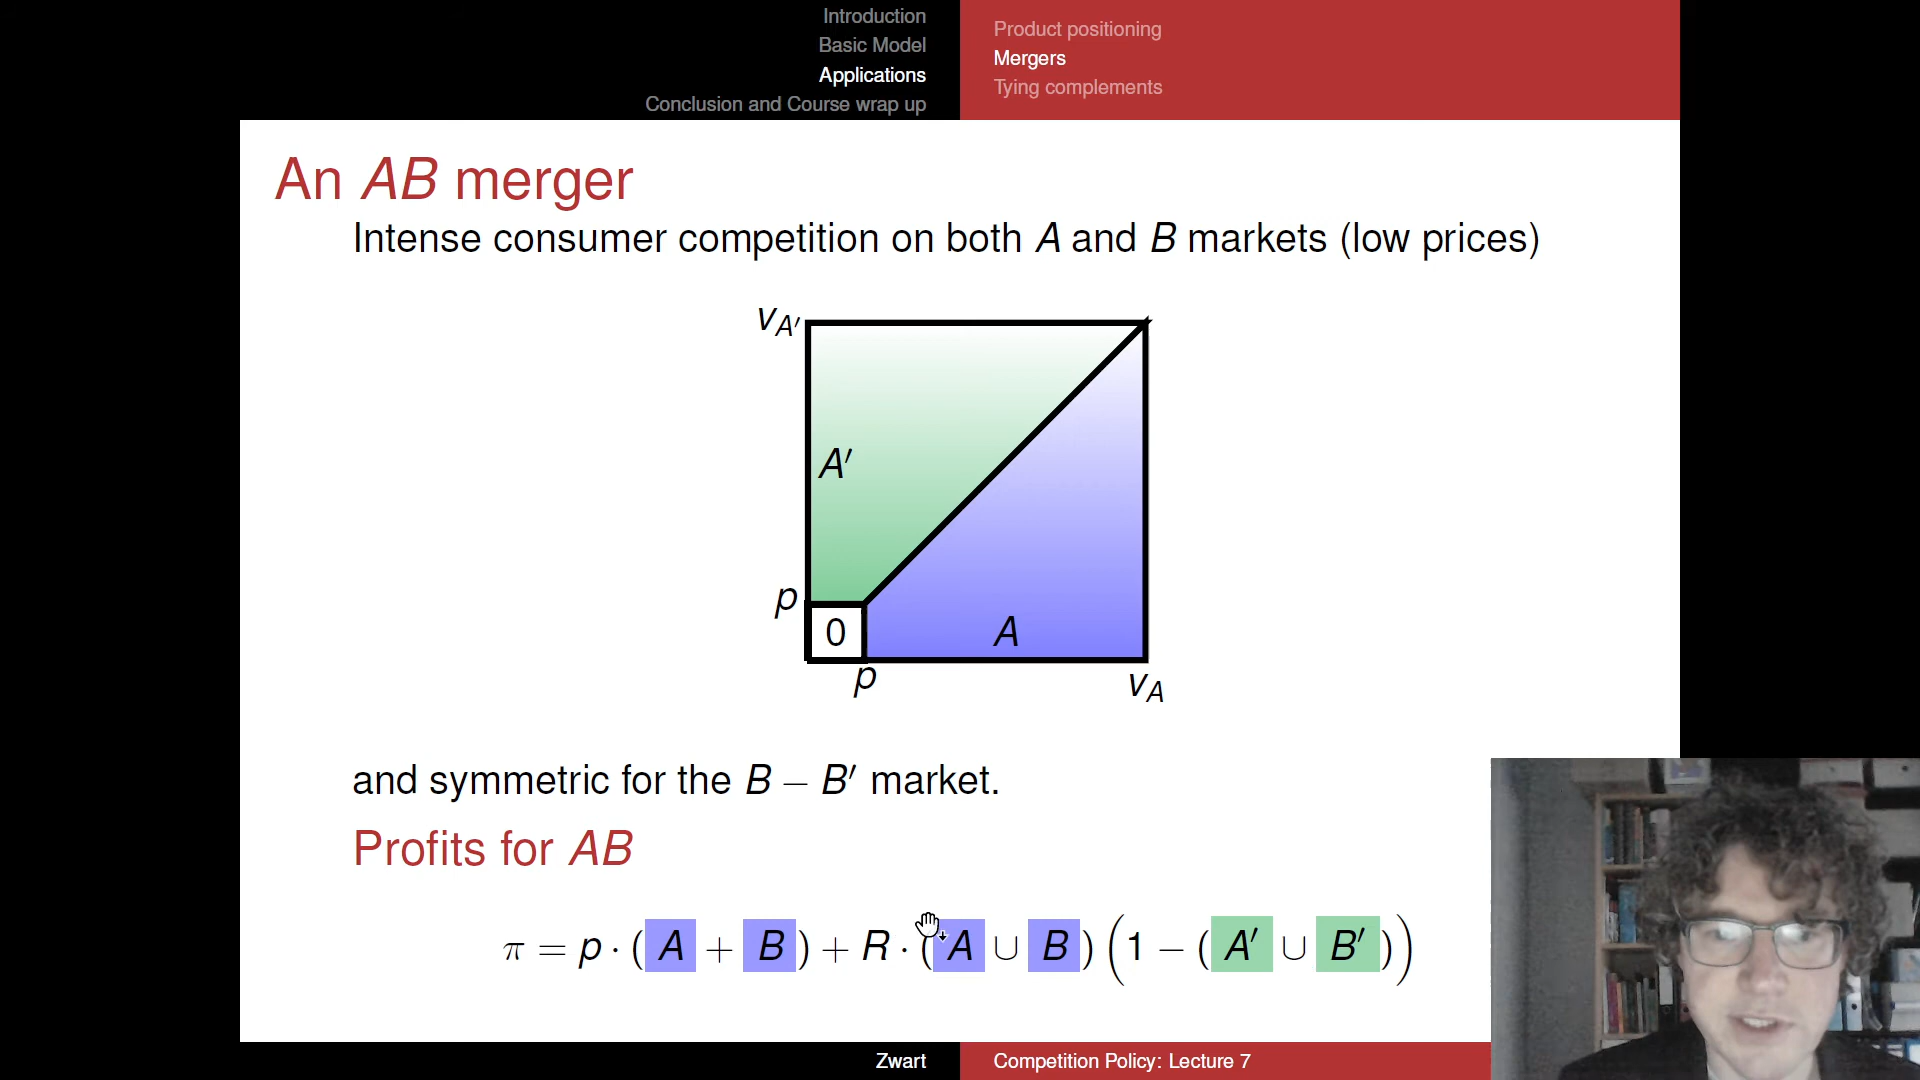 Introduction
Basic Model
Applications
Conclusion and Course wrap up
Product positioning
Mergers
Tying complements
An AB merger
Intense consumer competition on both A and B markets (low prices)
v_A′
A′
p
0
A
p
v_A
and symmetric for the B − B′ market.
Profits for AB
π = p · (A + B) + R · (A ∪ B) (1 − (A′ ∪ B′))
Zwart
Competition Policy: Lecture 7